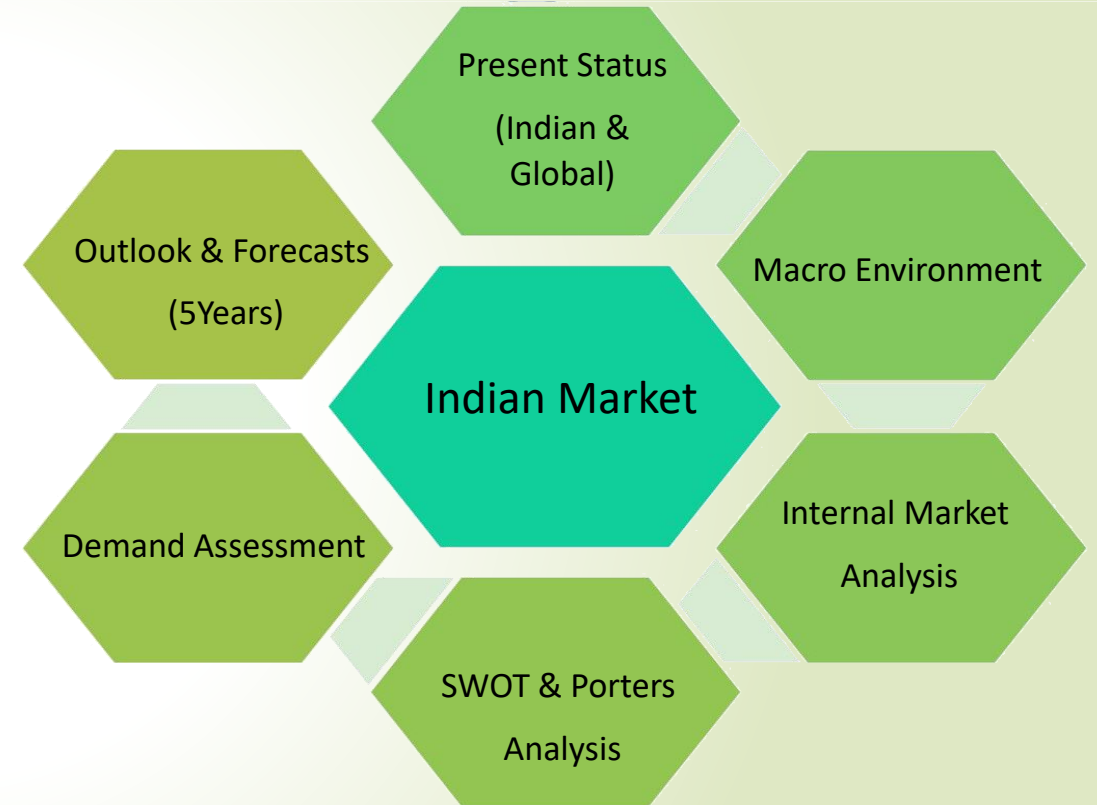 Present Status
(Indian &
Global)
Macro Environment
Internal Market
Analysis
SWOT & Porters
Analysis
Demand Assessment
Outlook & Forecasts
(5Years)
Indian Market